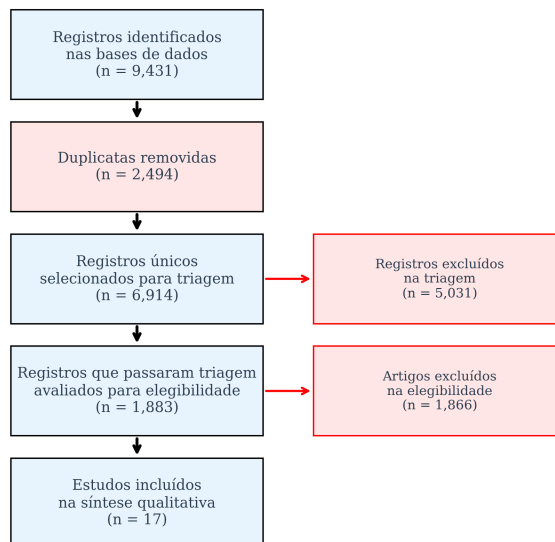 Registros identificados
nas bases de dados
(n = 9,431)
Duplicatas removidas
(n = 2,494)
Registros únicos
selecionados para triagem
(n = 6,914)
Registros excluídos
na triagem
(n = 5,031)
Registros que passaram triagem
avaliados para elegibilidade
(n = 1,883)
Artigos excluídos
na elegibilidade
(n = 1,866)
Estudos incluídos
na síntese qualitativa
(n = 17)